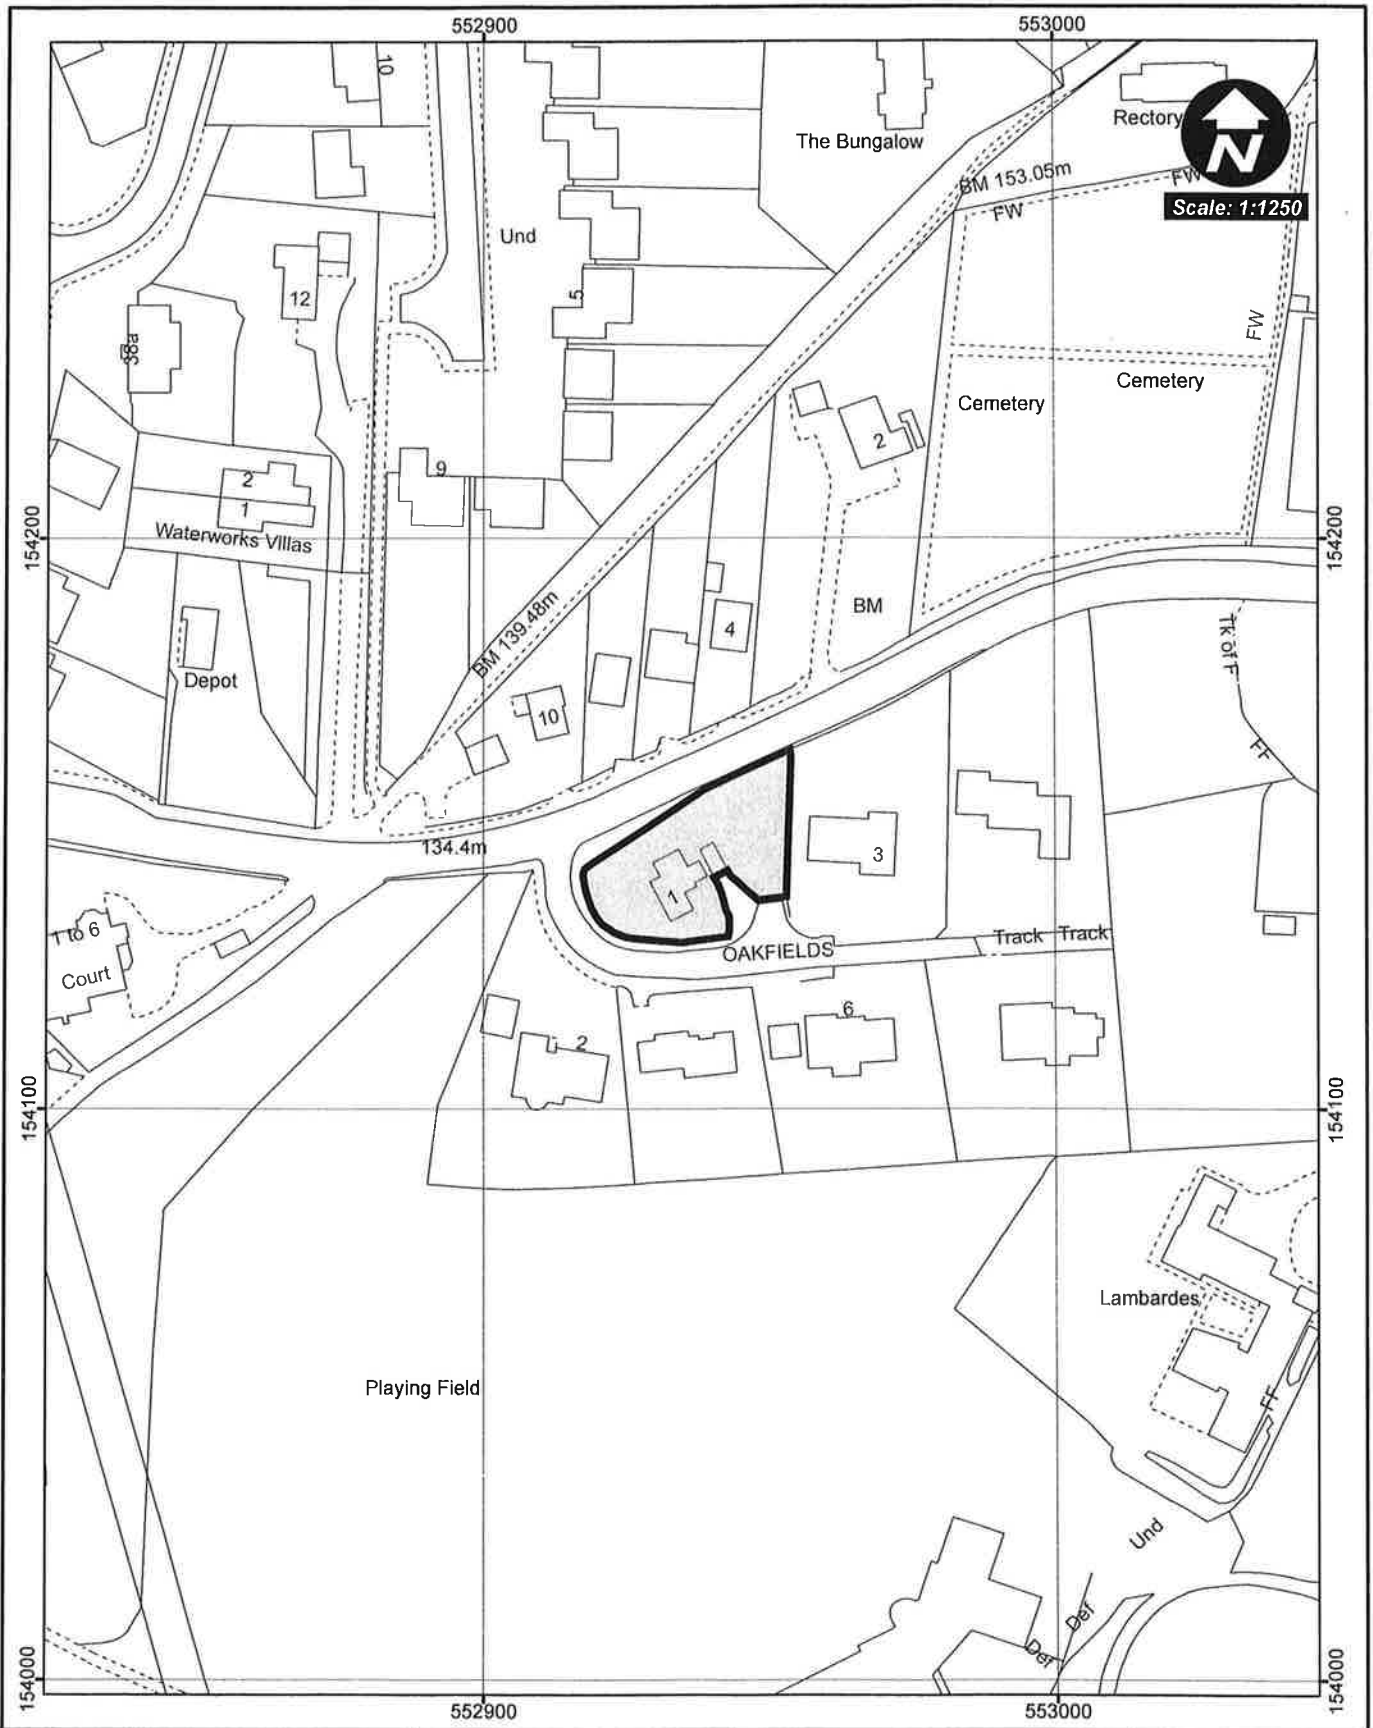 552900
553000
10
The Bungalow
Rectory
N
BM 153.05m
FW
FW
Scale: 1:1250
Und
12
5
FW
38a
Cemetery
Cemetery
2
9
2
1
Waterworks Villas
154200
154200
BM
BM 139.48m
4
Tk of F
Depot
10
FF
134.4m
3
1
1 to 6
Court
OAKFIELDS
Track
Track
6
2
154100
154100
Lambardes
Playing Field
FF
Und
Def
Def
154000
154000
552900
553000